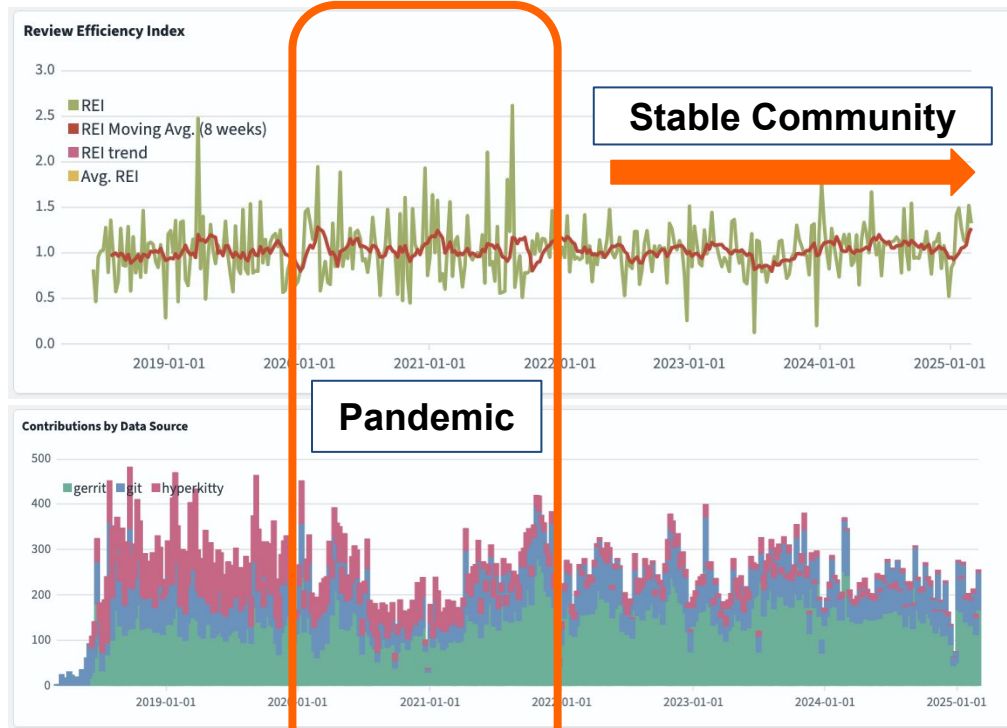 Review Efficiency Index
3.0
2.5
2.0
1.5
1.0
0.5
0.0
REI
REI Moving Avg. (8 weeks)
REI trend
Avg. REI
Stable Community
2019-01-01 2020-01-01 2021-01-01 2022-01-01 2023-01-01 2024-01-01 2025-01-01
Pandemic
Contributions by Data Source
500
400
300
200
100
0
gerrit git hyperkitty
2019-01-01 2020-01-01 2021-01-01 2022-01-01 2023-01-01 2024-01-01 2025-01-01